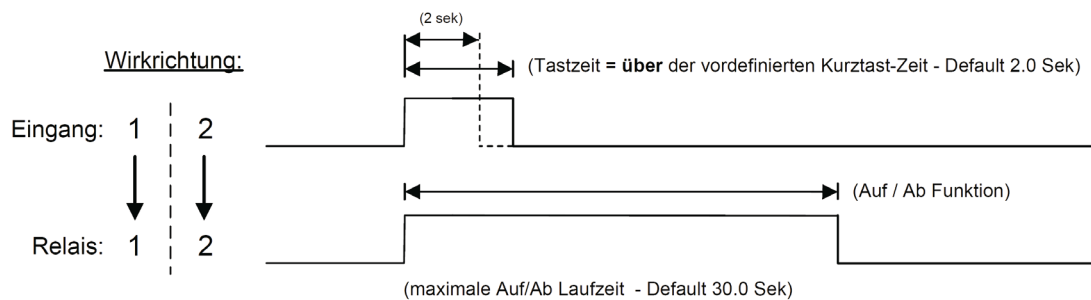 (2 sek)
Wirkrichtung:
(Tastzeit = über der vordefinierten Kurztast-Zeit - Default 2.0 Sek)
Eingang: 1 2
(Auf / Ab Funktion)
Relais: 1 2
(maximale Auf/Ab Laufzeit - Default 30.0 Sek)